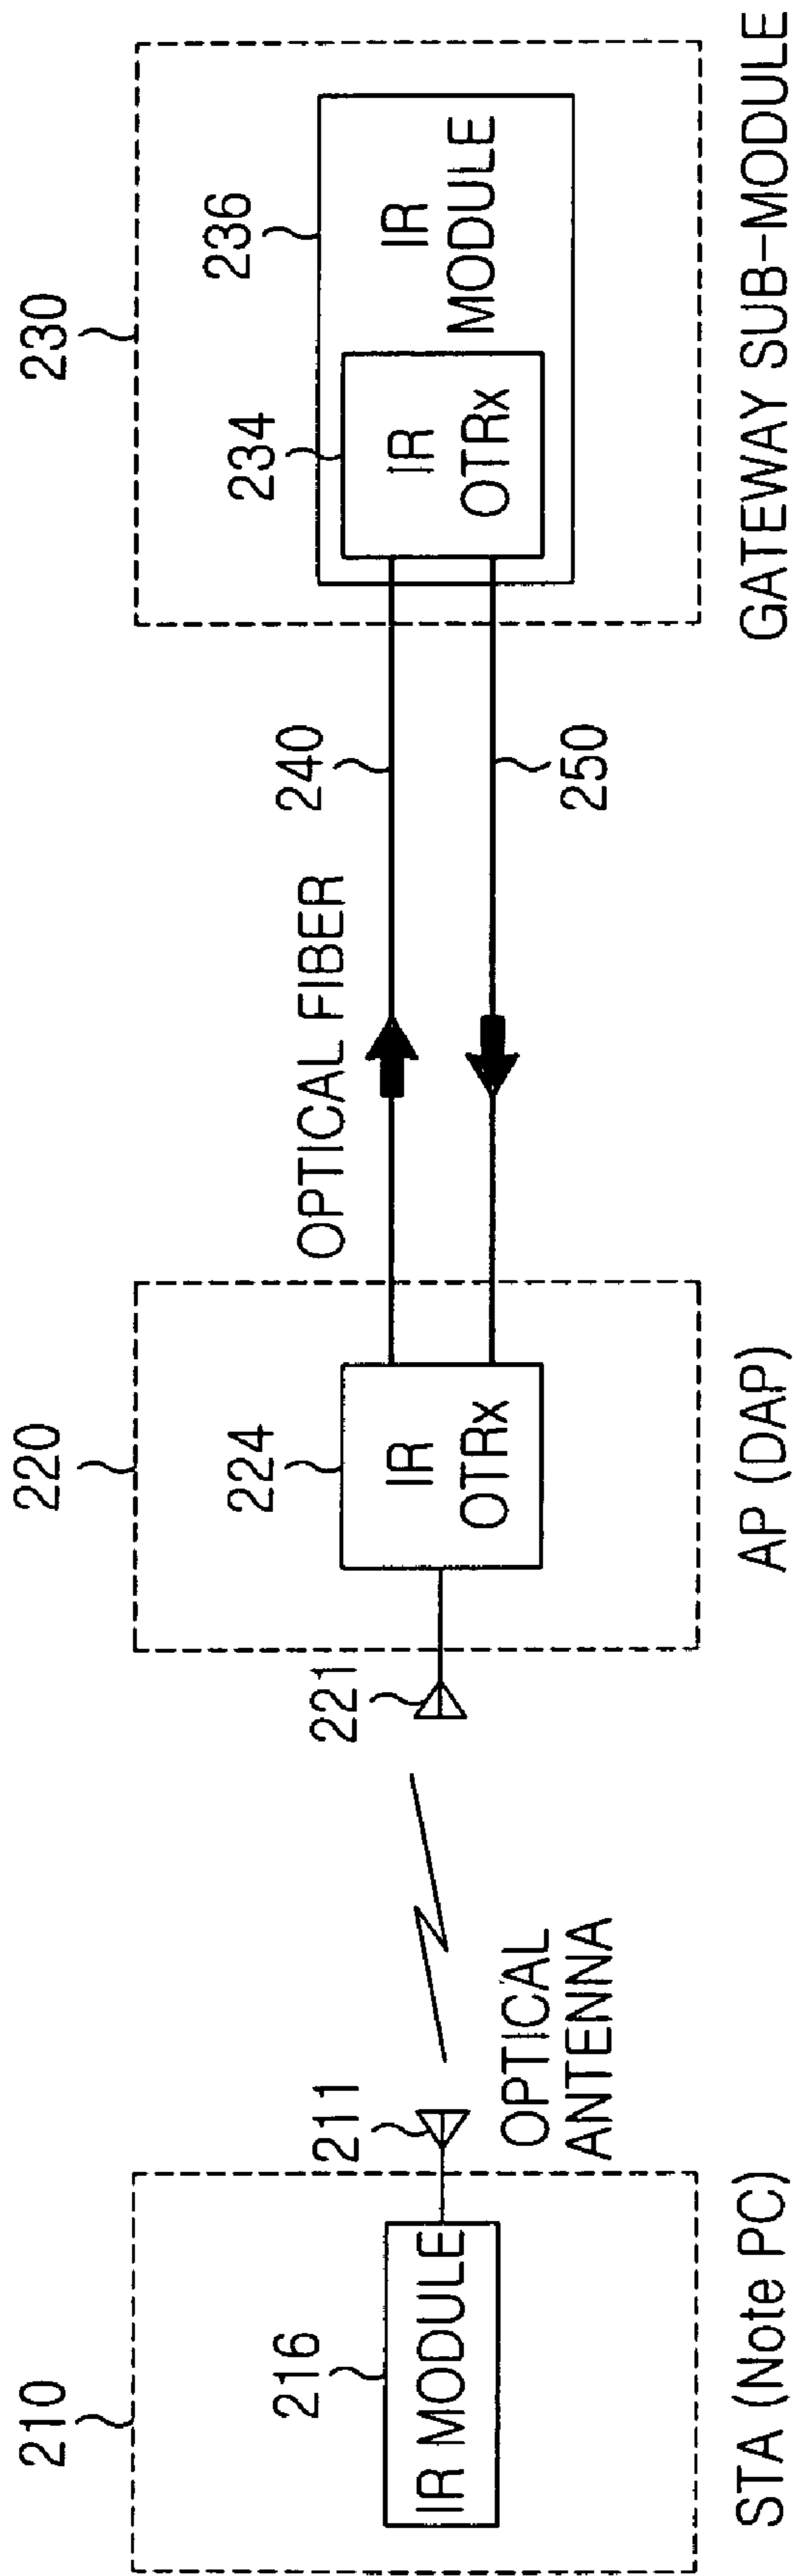 210
216
IR MODULE
211
OPTICAL
ANTENNA
STA (Note PC)
220
221
224
IR
OTRx
AP (DAP)
OPTICAL FIBER
240
250
230
234
IR
OTRx
236
IR
MODULE
GATEWAY SUB-MODULE